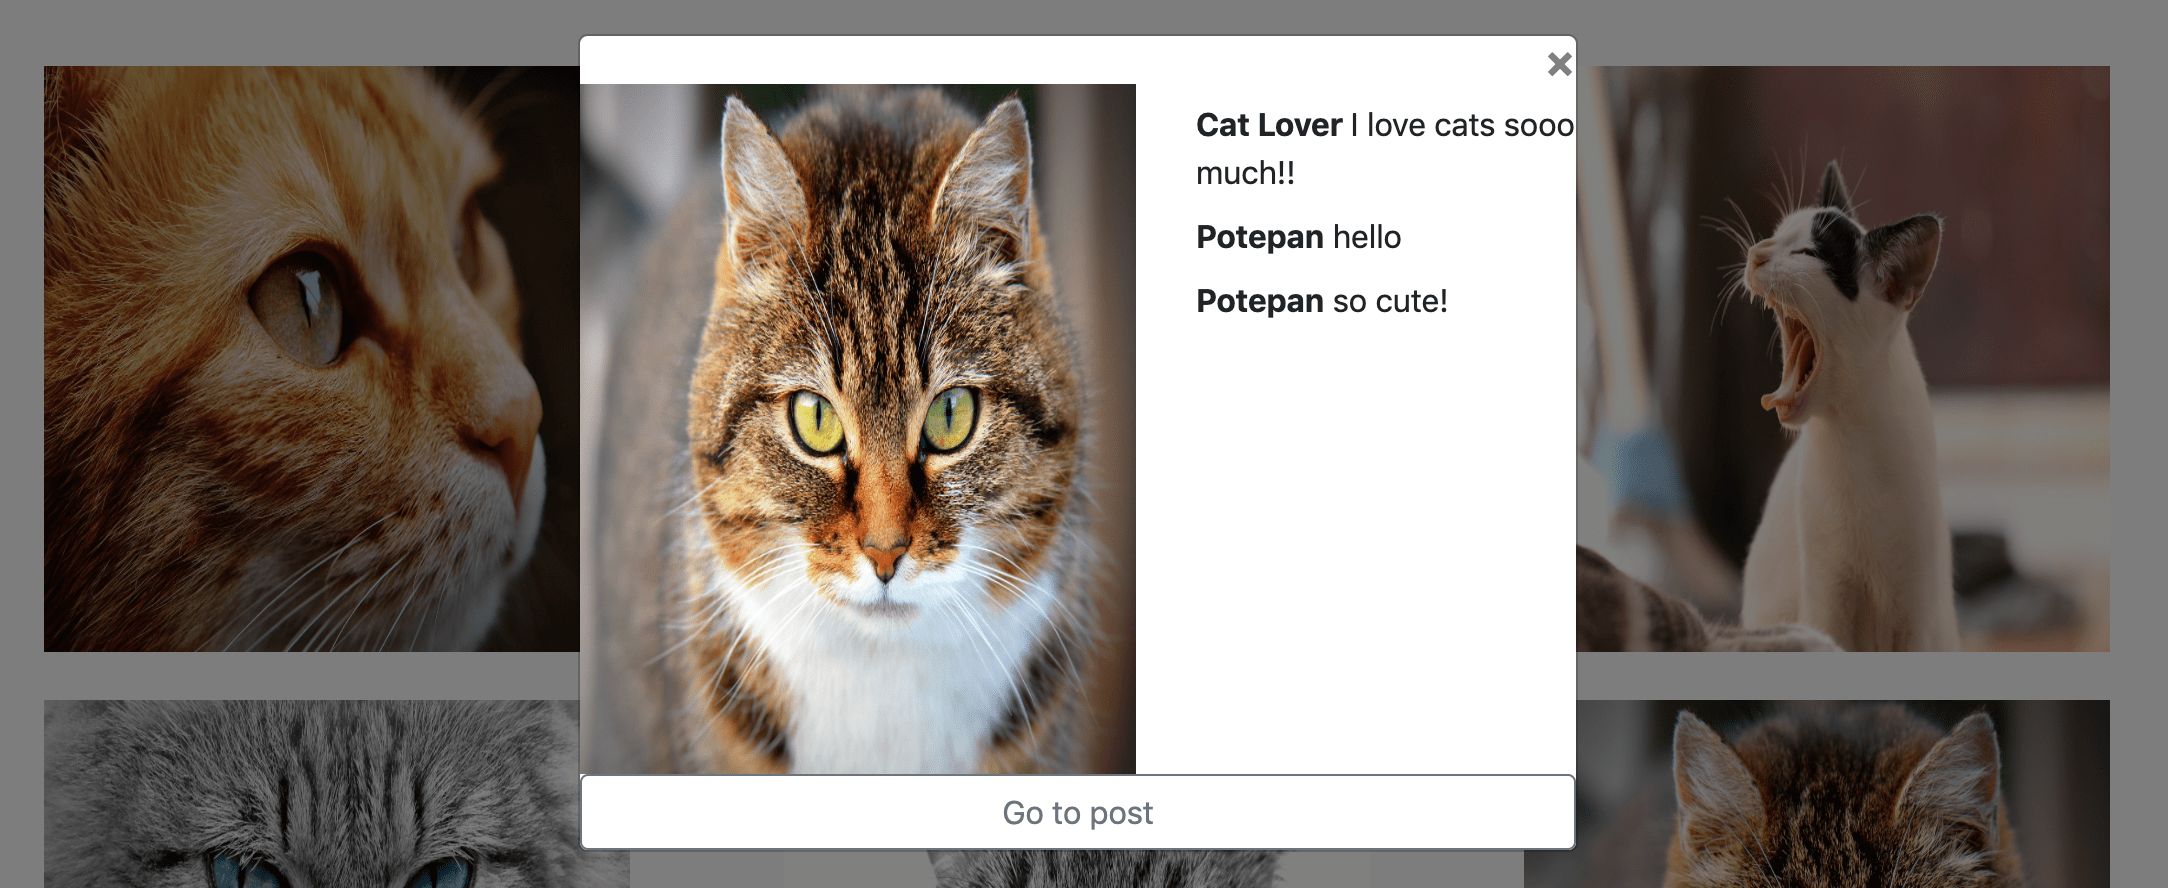 ×
Cat Lover I love cats sooo
much!!
Potepan hello
Potepan so cute!
Go to post